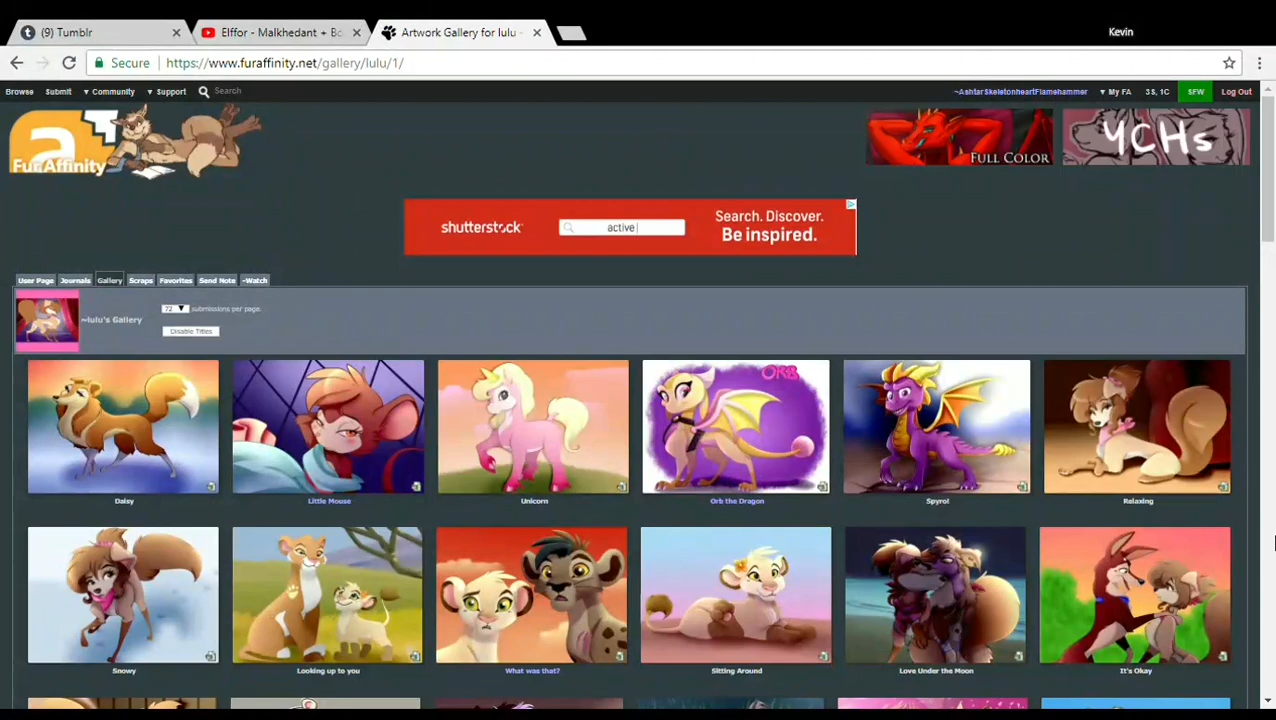 (9) Tumblr
Elffor - Malkhedant + Bo
Artwork Gallery for lulu -
Kevin
Secure
https://www.furaffinity.net/gallery/lulu/1/
Browse Submit Community Support Search
~AshtarSkeletonheartFlamehammer My FA 3S, 1C SFW Log Out
a
FurAffinity
FULL COLOR
YCHs
shutterstock
active
Search. Discover.
Be inspired.
User Page Journals Gallery Scraps Favorites Send Note -Watch
~lulu's Gallery
72 submissions per page.
Disable Titles
ORB
Daisy Little Mouse Unicorn Orb the Dragon Spyro! Relaxing
Snowy Looking up to you What was that? Sitting Around Love Under the Moon It's Okay